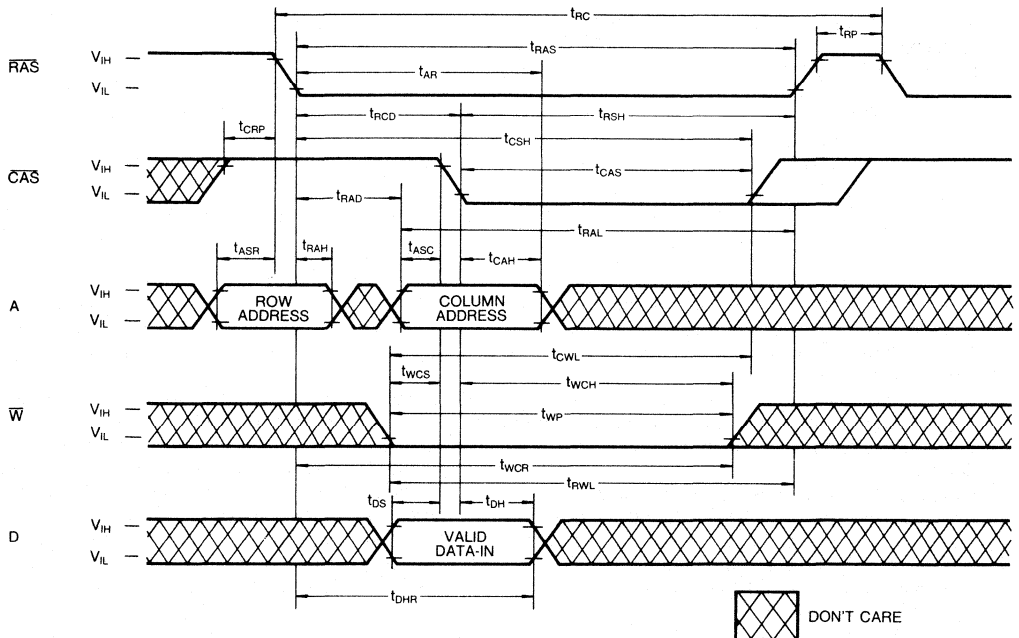 tRC
tRAS
tRP
RAS
VIH
VIL
tAR
tRCD
tRSH
tCRP
tCSH
CAS
VIH
VIL
tCAS
tRAD
tRAL
tASR
tRAH
tASC
tCAH
A
VIH
VIL
ROW
ADDRESS
COLUMN
ADDRESS
tCWL
tWCS
tWCH
W
VIH
VIL
tWP
tWCR
tRWL
tDS
tDH
D
VIH
VIL
VALID
DATA-IN
tDHR
DON'T CARE